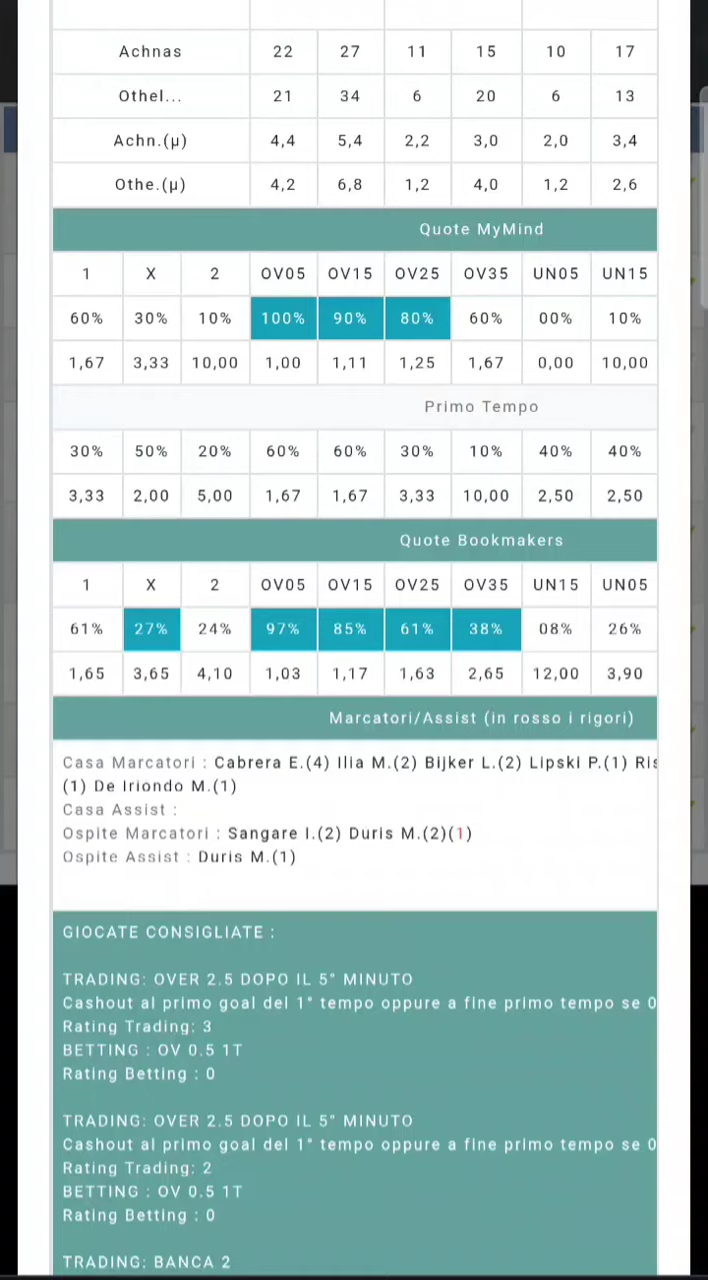 Achnas 22 27 11 15 10 17
Othel... 21 34 6 20 6 13
Achn.(µ) 4,4 5,4 2,2 3,0 2,0 3,4
Othe.(µ) 4,2 6,8 1,2 4,0 1,2 2,6
Quote MyMind
1 X 2 OV05 OV15 OV25 OV35 UN05 UN15
60% 30% 10% 100% 90% 80% 60% 00% 10%
1,67 3,33 10,00 1,00 1,11 1,25 1,67 0,00 10,00
Primo Tempo
30% 50% 20% 60% 60% 30% 10% 40% 40%
3,33 2,00 5,00 1,67 1,67 3,33 10,00 2,50 2,50
Quote Bookmakers
1 X 2 OV05 OV15 OV25 OV35 UN15 UN05
61% 27% 24% 97% 85% 61% 38% 08% 26%
1,65 3,65 4,10 1,03 1,17 1,63 2,65 12,00 3,90
Marcatori/Assist (in rosso i rigori)
Casa Marcatori : Cabrera E.(4) Ilia M.(2) Bijker L.(2) Lipski P.(1) Ris
(1) De Iriondo M.(1)
Casa Assist :
Ospite Marcatori : Sangare I.(2) Duris M.(2)(1)
Ospite Assist : Duris M.(1)
GIOCATE CONSIGLIATE :
TRADING: OVER 2.5 DOPO IL 5° MINUTO
Cashout al primo goal del 1° tempo oppure a fine primo tempo se 0
Rating Trading: 3
BETTING : OV 0.5 1T
Rating Betting : 0
TRADING: OVER 2.5 DOPO IL 5° MINUTO
Cashout al primo goal del 1° tempo oppure a fine primo tempo se 0
Rating Trading: 2
BETTING : OV 0.5 1T
Rating Betting : 0
TRADING: BANCA 2